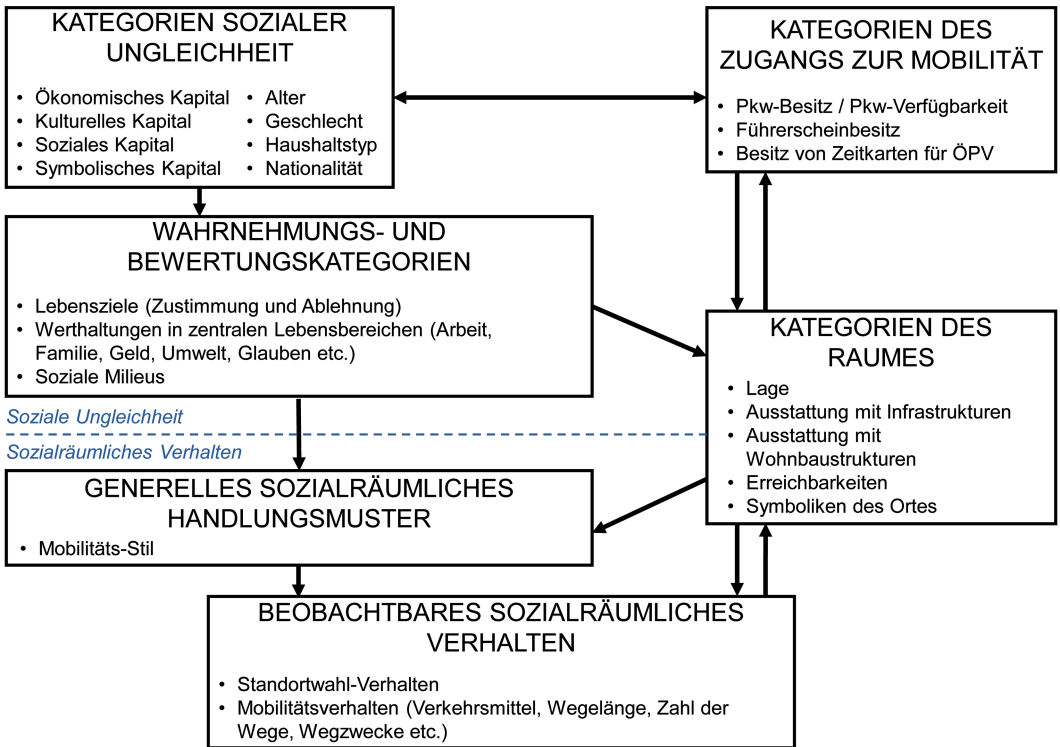 KATEGORIEN SOZIALER
UNGLEICHHEIT
• Ökonomisches Kapital
• Kulturelles Kapital
• Soziales Kapital
• Symbolisches Kapital
• Alter
• Geschlecht
• Haushaltstyp
• Nationalität
KATEGORIEN DES
ZUGANGS ZUR MOBILITÄT
• Pkw-Besitz / Pkw-Verfügbarkeit
• Führerscheinbesitz
• Besitz von Zeitkarten für ÖPV
WAHRNEHMUNGS- UND
BEWERTUNGSKATEGORIEN
• Lebensziele (Zustimmung und Ablehnung)
• Werthaltungen in zentralen Lebensbereichen (Arbeit,
Familie, Geld, Umwelt, Glauben etc.)
• Soziale Milieus
KATEGORIEN DES
RAUMES
• Lage
• Ausstattung mit Infrastrukturen
• Ausstattung mit
Wohnbaustrukturen
• Erreichbarkeiten
• Symboliken des Ortes
Soziale Ungleichheit
Sozialräumliches Verhalten
GENERELLES SOZIALRÄUMLICHES
HANDLUNGSMUSTER
• Mobilitäts-Stil
BEOBACHTBARES SOZIALRÄUMLICHES
VERHALTEN
• Standortwahl-Verhalten
• Mobilitätsverhalten (Verkehrsmittel, Wegelänge, Zahl der
Wege, Wegzwecke etc.)